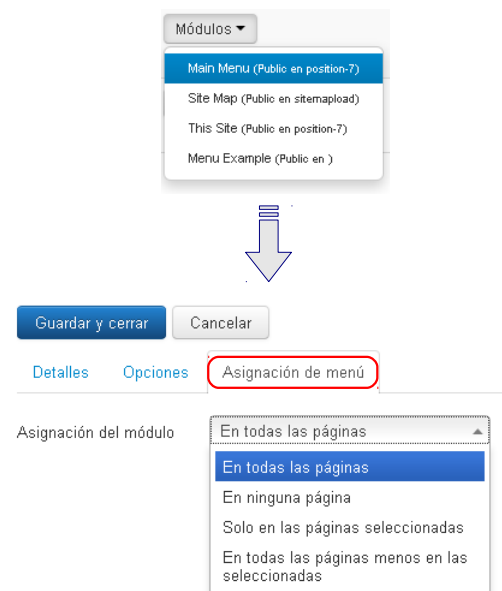 Módulos
Main Menu (Public en position-7)
Site Map (Public en sitemapload)
This Site (Public en position-7)
Menu Example (Public en )
Guardar y cerrar Cancelar
Detalles Opciones Asignación de menú
Asignación del módulo En todas las páginas
En todas las páginas
En ninguna página
Solo en las páginas seleccionadas
En todas las páginas menos en las
seleccionadas